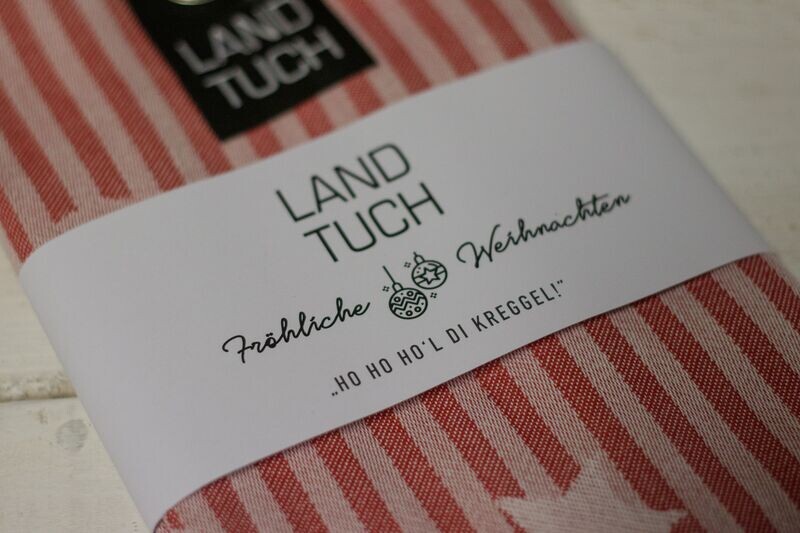 LAND
TUCH
LAND
TUCH
Fröhliche Weihnachten
„HO HO HO'L DI KREGGEL!"